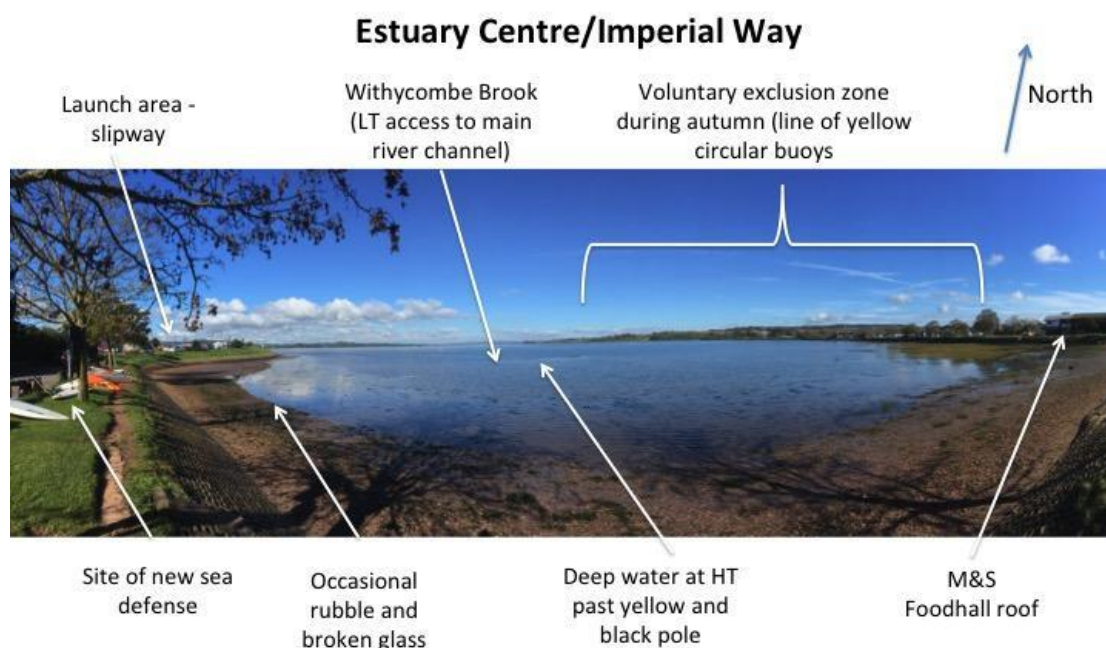 Estuary Centre/Imperial Way
Launch area -
slipway
Withycombe Brook
(LT access to main
river channel)
Voluntary exclusion zone
during autumn (line of yellow
circular buoys
North
Site of new sea
defense
Occasional
rubble and
broken glass
Deep water at HT
past yellow and
black pole
M&S
Foodhall roof